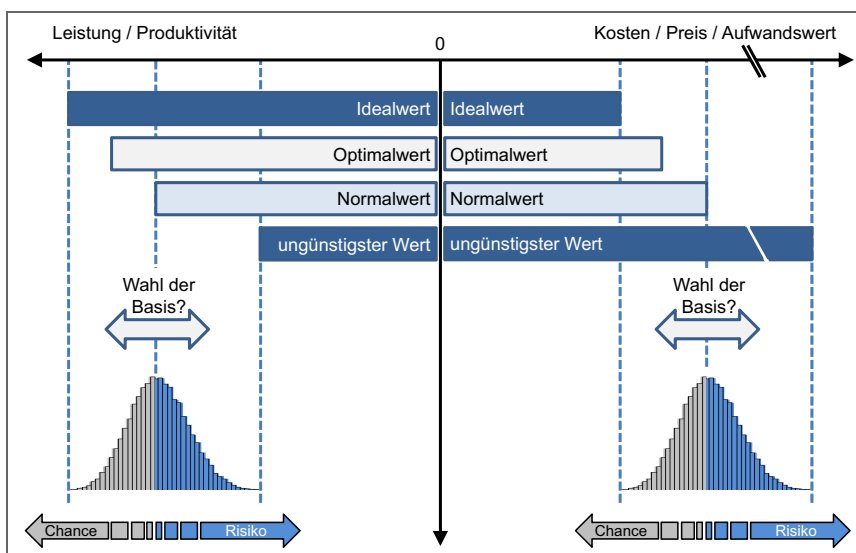 Leistung / Produktivität
0
Kosten / Preis / Aufwandswert
Idealwert
Idealwert
Optimalwert
Optimalwert
Normalwert
Normalwert
ungünstigster Wert
ungünstigster Wert
Wahl der
Basis?
Wahl der
Basis?
Chance
Risiko
Chance
Risiko